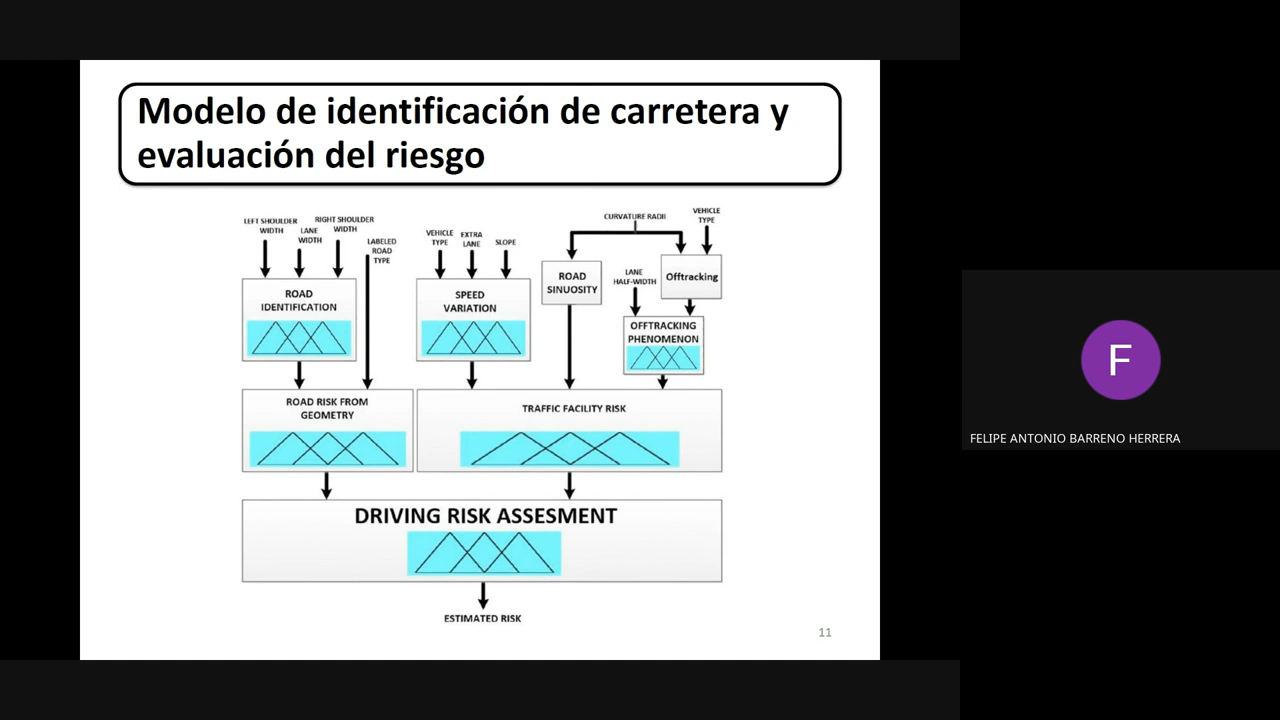 Modelo de identificación de carretera y
evaluación del riesgo
LEFT SHOULDER
WIDTH
LANE
WIDTH
RIGHT SHOULDER
WIDTH
LABELED
ROAD
TYPE
VEHICLE
TYPE
EXTRA
LANE
SLOPE
CURVATURE RADII
VEHICLE
TYPE
ROAD
IDENTIFICATION
SPEED
VARIATION
ROAD
SINUOSITY
LANE
HALF-WIDTH
Offtracking
OFFTRACKING
PHENOMENON
ROAD RISK FROM
GEOMETRY
TRAFFIC FACILITY RISK
DRIVING RISK ASSESMENT
ESTIMATED RISK
11
F
FELIPE ANTONIO BARRENO HERRERA